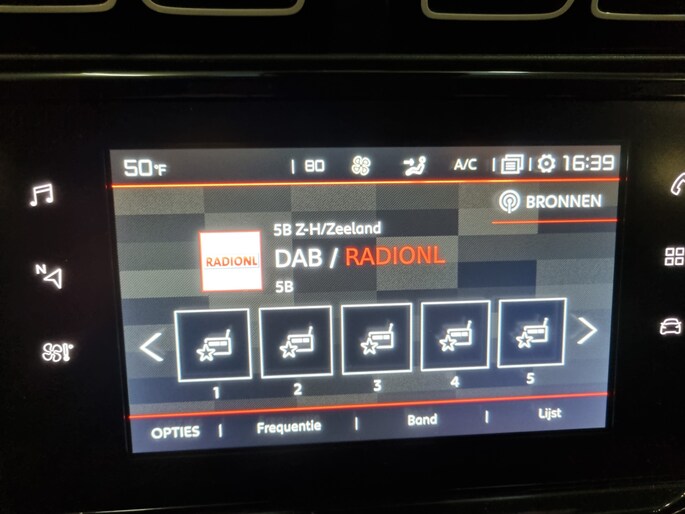 50°F | 80 A/C | | 16:39
BRONNEN
5B Z-H/Zeeland
RADIONL
DAB / RADIONL
5B
N
1 2 3 4 5
OPTIES | Frequentie | Band | Lijst